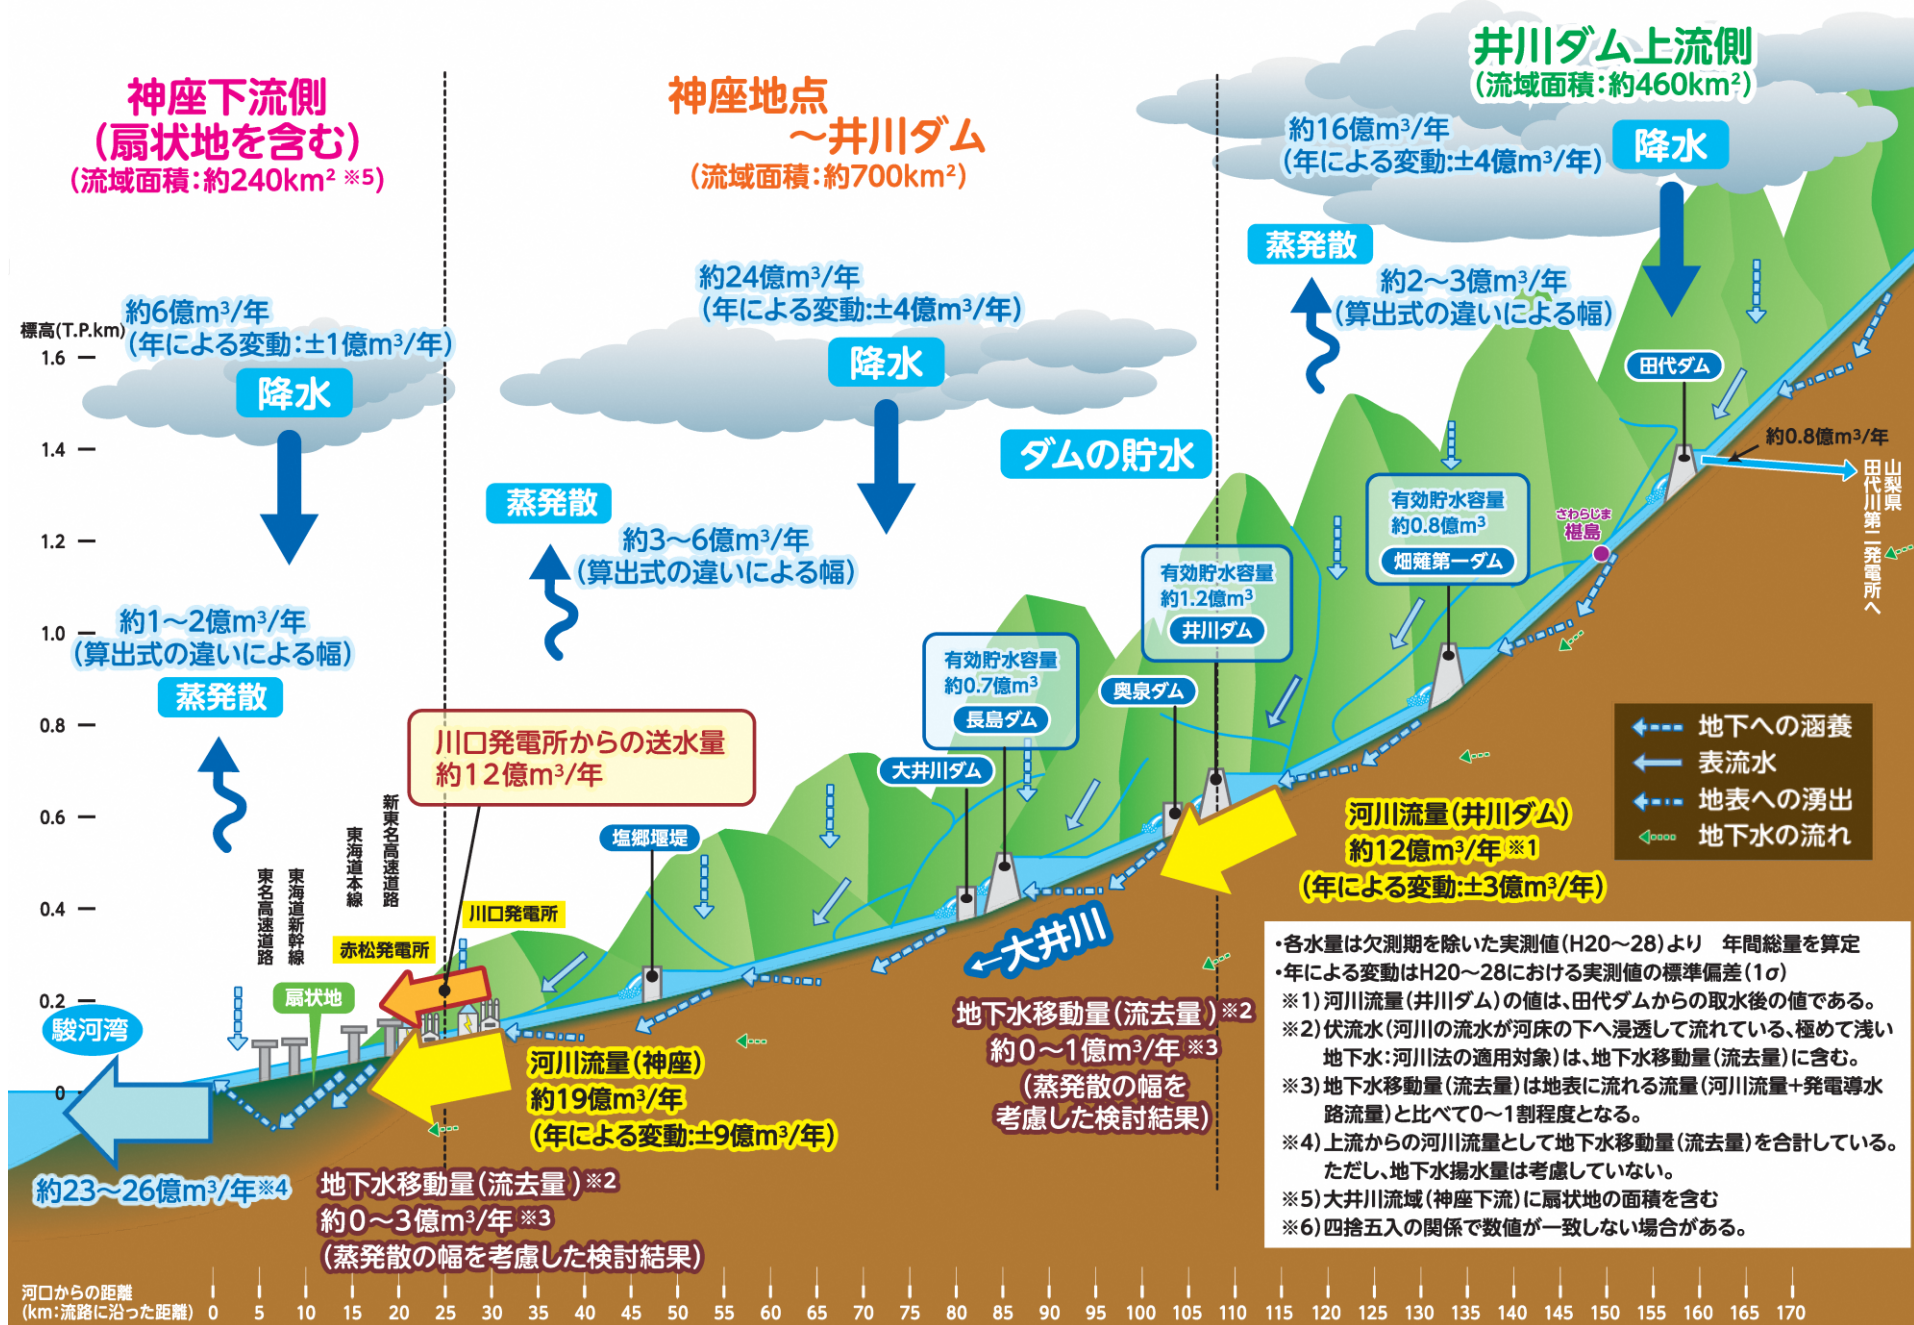 神座下流側
(扇状地を含む)
(流域面積:約240km² ※5)
神座地点
～井川ダム
(流域面積:約700km²)
井川ダム上流側
(流域面積:約460km²)
約16億m³/年
(年による変動:±4億m³/年)
降水
蒸発散
約2～3億m³/年
(算出式の違いによる幅)
約24億m³/年
(年による変動:±4億m³/年)
降水
蒸発散
約3～6億m³/年
(算出式の違いによる幅)
約6億m³/年
(年による変動:±1億m³/年)
降水
約1～2億m³/年
(算出式の違いによる幅)
蒸発散
標高(T.P.km)
1.6
1.4
1.2
1.0
0.8
0.6
0.4
0.2
0
ダムの貯水
田代ダム
約0.8億m³/年
山梨県
田代川第二発電所へ
さわらじま
椹島
有効貯水容量
約0.8億m³
畑薙第一ダム
有効貯水容量
約1.2億m³
井川ダム
奥泉ダム
有効貯水容量
約0.7億m³
長島ダム
大井川ダム
塩郷堰堤
川口発電所からの送水量
約12億m³/年
川口発電所
赤松発電所
新東名高速道路
東海道本線
東海道新幹線
東名高速道路
扇状地
駿河湾
←大井川
地下への涵養
表流水
地表への湧出
地下水の流れ
河川流量(井川ダム)
約12億m³/年 ※1
(年による変動:±3億m³/年)
河川流量(神座)
約19億m³/年
(年による変動:±9億m³/年)
地下水移動量(流去量)※2
約0～1億m³/年 ※3
(蒸発散の幅を
考慮した検討結果)
地下水移動量(流去量)※2
約0～3億m³/年 ※3
(蒸発散の幅を考慮した検討結果)
約23～26億m³/年※4
・各水量は欠測期を除いた実測値(H20～28)より 年間総量を算定
・年による変動はH20～28における実測値の標準偏差(1σ)
※1)河川流量(井川ダム)の値は、田代ダムからの取水後の値である。
※2)伏流水(河川の流水が河床の下へ浸透して流れている、極めて浅い
地下水:河川法の適用対象)は、地下水移動量(流去量)に含む。
※3)地下水移動量(流去量)は地表に流れる流量(河川流量+発電導水
路流量)と比べて0～1割程度となる。
※4)上流からの河川流量として地下水移動量(流去量)を合計している。
ただし、地下水揚水量は考慮していない。
※5)大井川流域(神座下流)に扇状地の面積を含む
※6)四捨五入の関係で数値が一致しない場合がある。
河口からの距離
(km:流路に沿った距離) 0 5 10 15 20 25 30 35 40 45 50 55 60 65 70 75 80 85 90 95 100 105 110 115 120 125 130 135 140 145 150 155 160 165 170